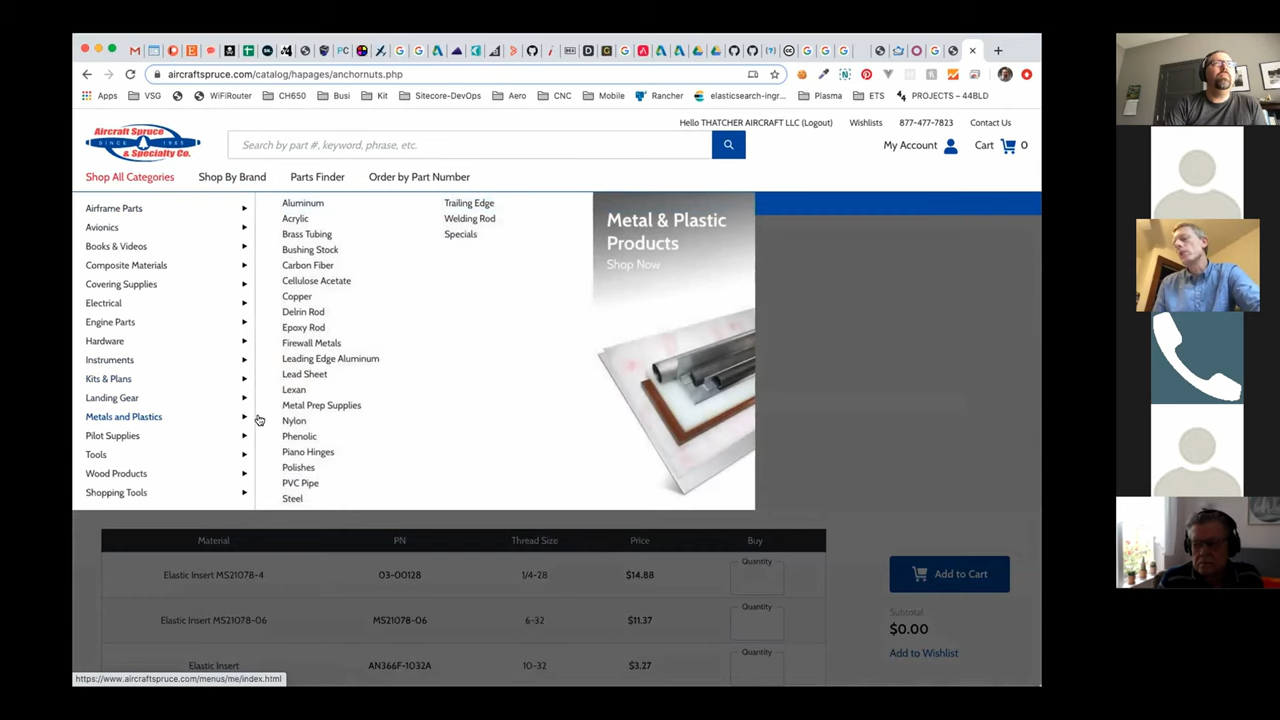 aircraftspruce.com/catalog/hapages/anchornuts.php
Apps VSG WiFiRouter CH650 Busi Kit Sitecore-DevOps Aero CNC Mobile Rancher elasticsearch-ingr... Plasma ETS PROJECTS – 44BLD
Hello THATCHER AIRCRAFT LLC (Logout) Wishlists 877-477-7823 Contact Us
Aircraft Spruce
SINCE 1965
& Specialty Co.
Search by part #, keyword, phrase, etc.
My Account Cart 0
Shop All Categories Shop By Brand Parts Finder Order by Part Number
Airframe Parts
Avionics
Books & Videos
Composite Materials
Covering Supplies
Electrical
Engine Parts
Hardware
Instruments
Kits & Plans
Landing Gear
Metals and Plastics
Pilot Supplies
Tools
Wood Products
Shopping Tools
Aluminum
Acrylic
Brass Tubing
Bushing Stock
Carbon Fiber
Cellulose Acetate
Copper
Delrin Rod
Epoxy Rod
Firewall Metals
Leading Edge Aluminum
Lead Sheet
Lexan
Metal Prep Supplies
Nylon
Phenolic
Piano Hinges
Polishes
PVC Pipe
Steel
Trailing Edge
Welding Rod
Specials
Metal & Plastic
Products
Shop Now
Material PN Thread Size Price Buy
Elastic Insert MS21078-4 03-00128 1/4-28 $14.88 Quantity
Elastic Insert MS21078-06 MS21078-06 6-32 $11.37 Quantity
Elastic Insert AN366F-1032A 10-32 $3.27 Quantity
Add to Cart
Subtotal
$0.00
Add to Wishlist
https://www.aircraftspruce.com/menus/me/index.html